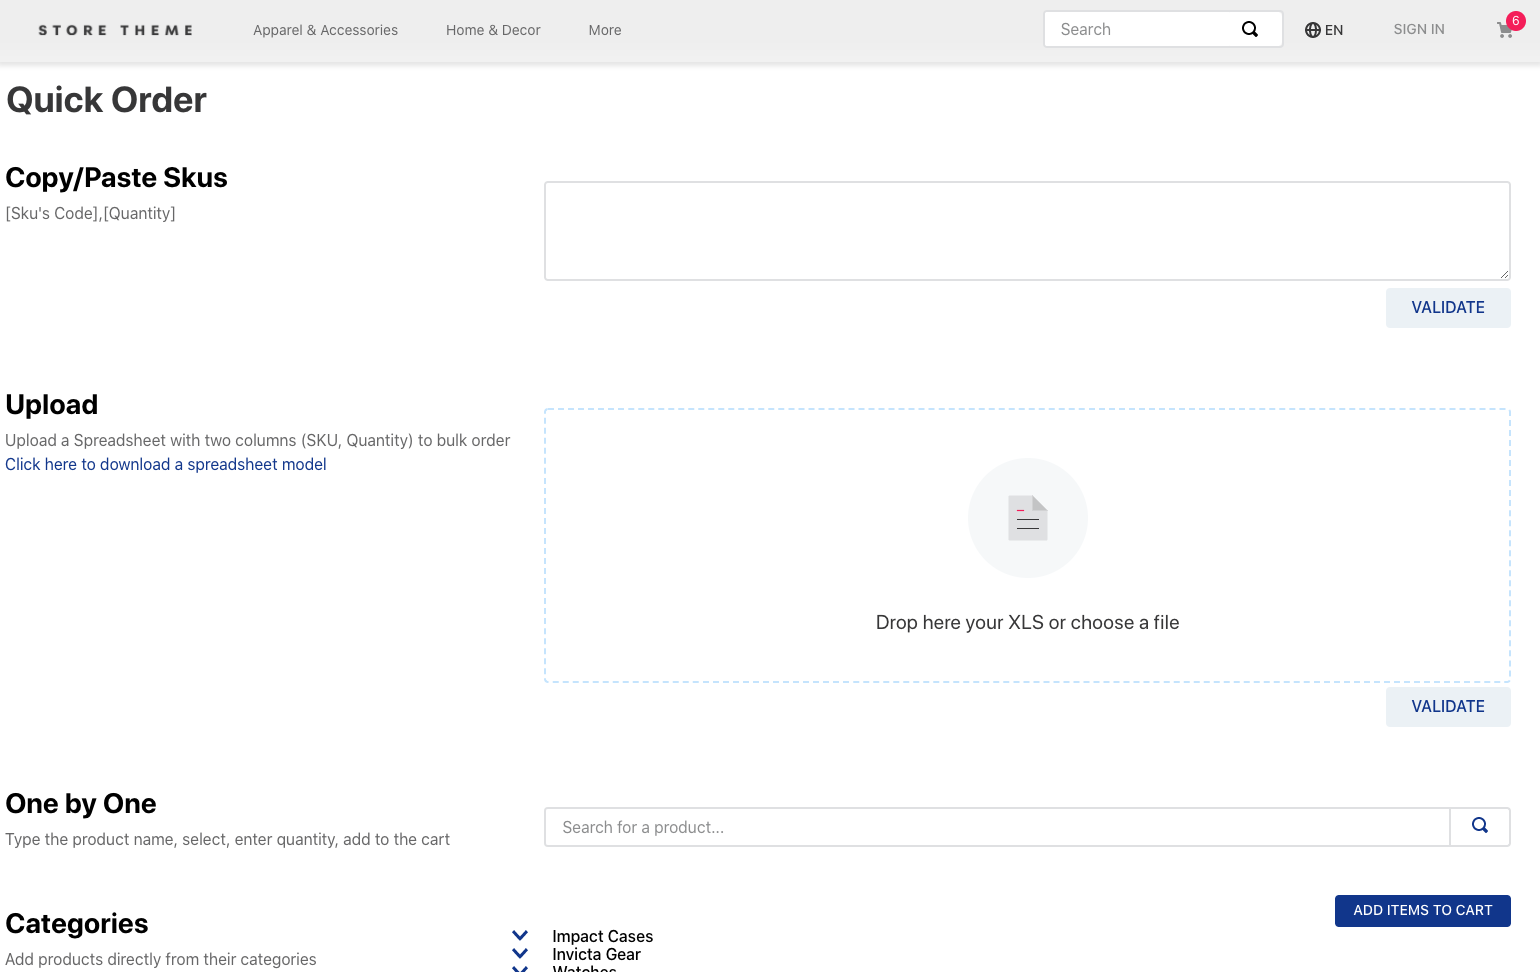 STORE THEME
Apparel & Accessories
Home & Decor
More
Search
EN
SIGN IN
6
Quick Order
Copy/Paste Skus
[Sku's Code],[Quantity]
VALIDATE
Upload
Upload a Spreadsheet with two columns (SKU, Quantity) to bulk order
Click here to download a spreadsheet model
Drop here your XLS or choose a file
VALIDATE
One by One
Type the product name, select, enter quantity, add to the cart
Search for a product...
ADD ITEMS TO CART
Categories
Add products directly from their categories
Impact Cases
Invicta Gear
Watches